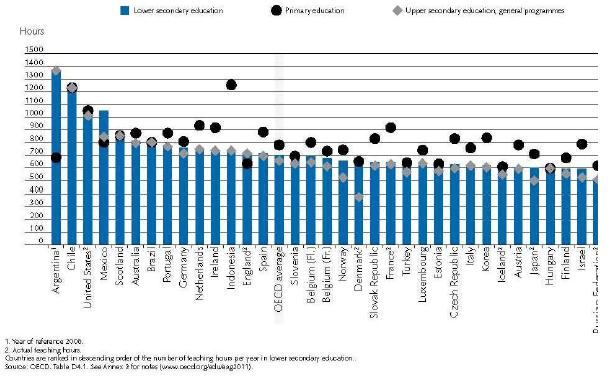 Lower secondary education
Primary education
Upper secondary education, general programmes
Hours
1500
1400
1300
1200
1100
1000
900
800
700
600
500
400
300
200
100
0
Argentina¹
Chile
United States²
Mexico
Scotland
Australia
Brazil
Portugal
Germany
Netherlands
Ireland
Indonesia
England²
Spain
OECD average
Slovenia
Belgium (Fl.)
Belgium (Fr.)
Norway
Denmark²
Slovak Republic
France²
Turkey
Luxembourg
Estonia
Czech Republic
Italy
Korea
Iceland²
Austria
Japan²
Hungary
Finland
Israel
Russian Federation²
1. Year of reference 2008.
2. Actual teaching hours.
Countries are ranked in descending order of the number of teaching hours per year in lower secondary education.
Source: OECD. Table D4.1. See Annex 3 for notes (www.oecd.org/edu/eag2011).